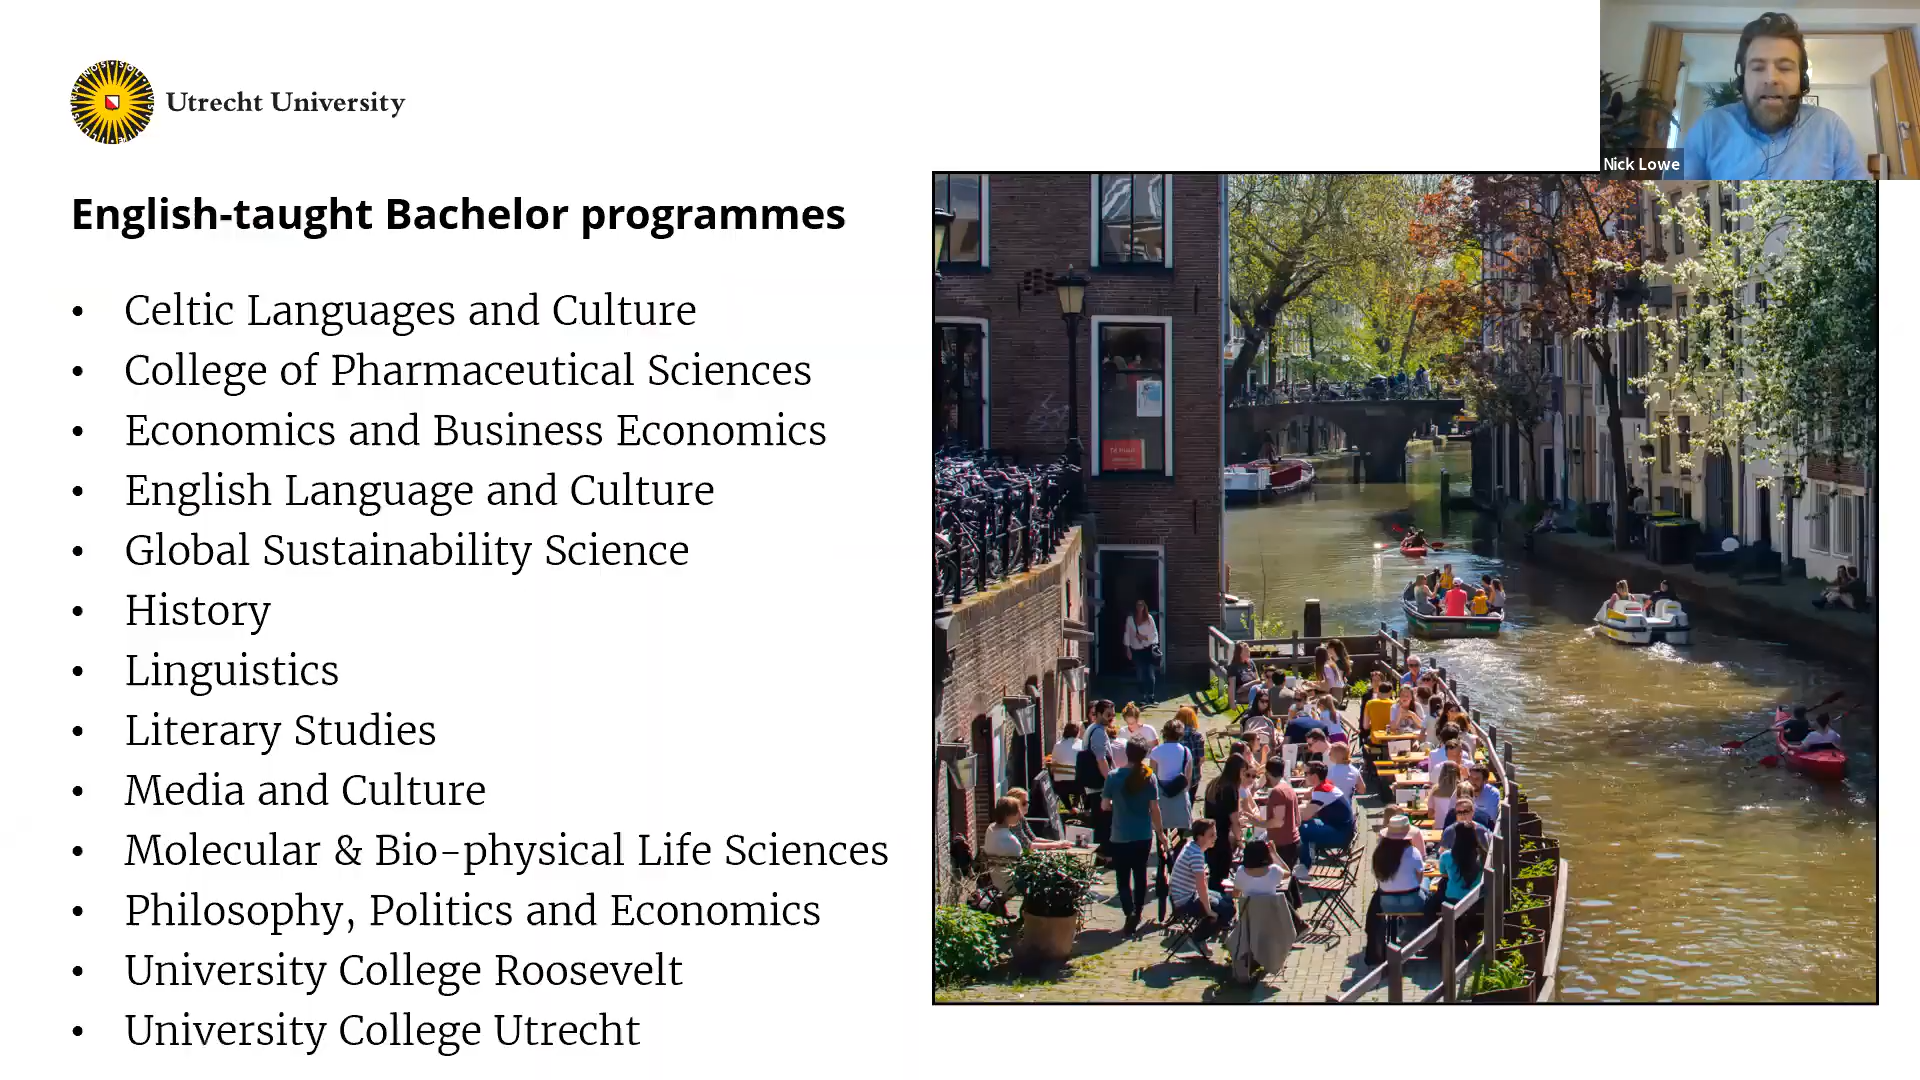 Utrecht University
Nick Lowe
English-taught Bachelor programmes
• Celtic Languages and Culture
• College of Pharmaceutical Sciences
• Economics and Business Economics
• English Language and Culture
• Global Sustainability Science
• History
• Linguistics
• Literary Studies
• Media and Culture
• Molecular & Bio-physical Life Sciences
• Philosophy, Politics and Economics
• University College Roosevelt
• University College Utrecht